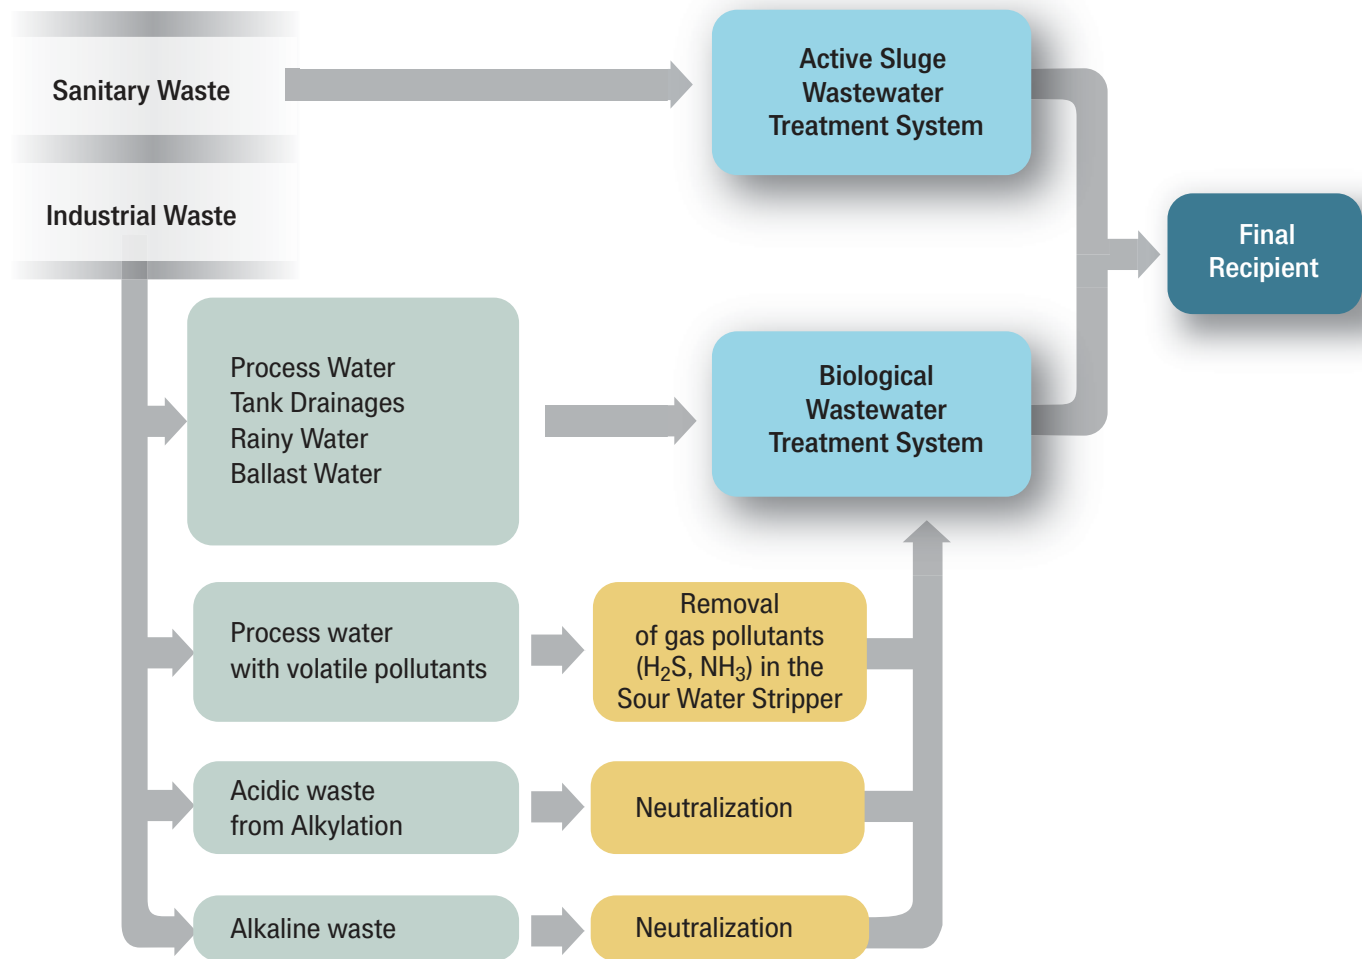 Sanitary Waste
Industrial Waste
Active Sluge
Wastewater
Treatment System
Final
Recipient
Process Water
Tank Drainages
Rainy Water
Ballast Water
Biological
Wastewater
Treatment System
Process water
with volatile pollutants
Removal
of gas pollutants
(H₂S, NH₃) in the
Sour Water Stripper
Acidic waste
from Alkylation
Neutralization
Alkaline waste
Neutralization